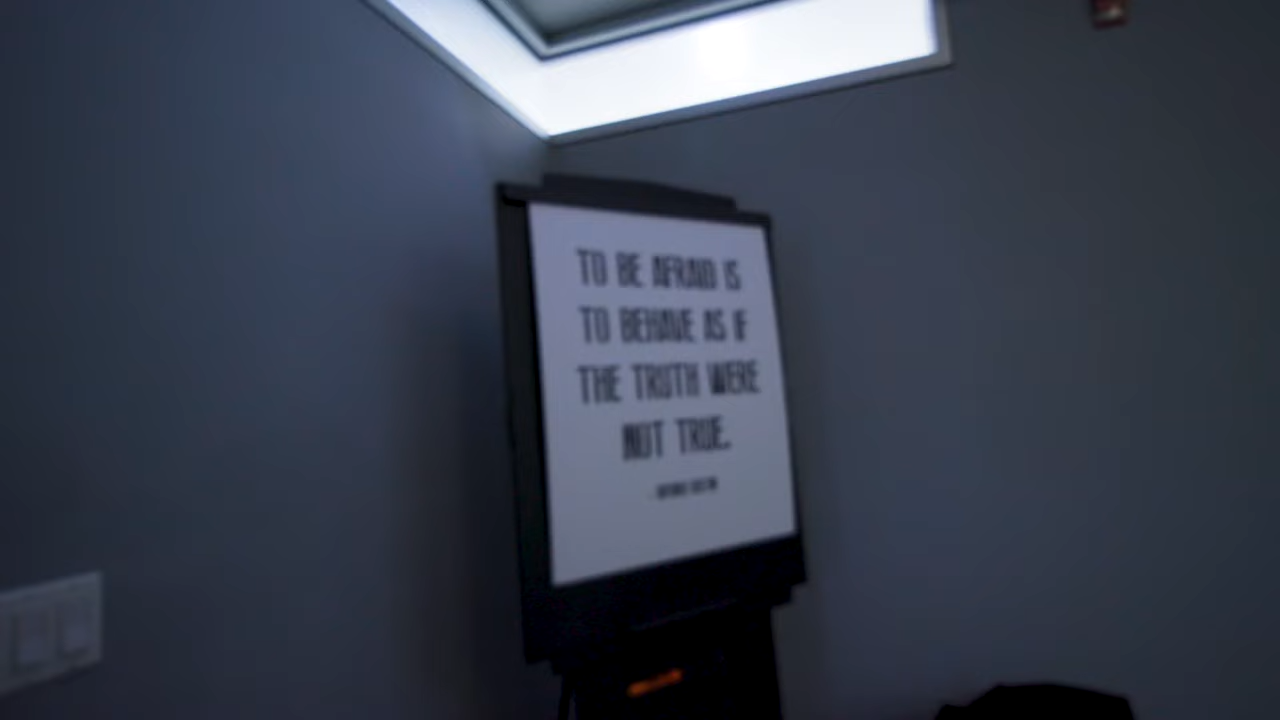 TO BE AFRAID IS
TO BEHAVE AS IF
THE TRUTH WERE
NOT TRUE.